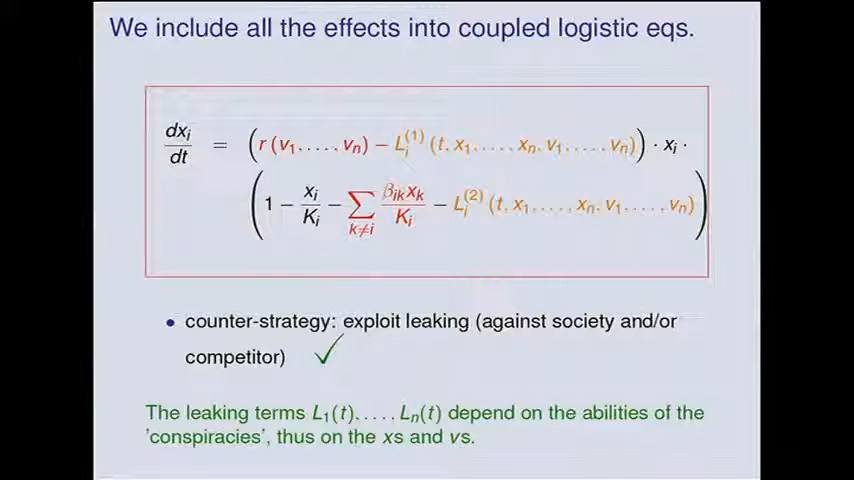 We include all the effects into coupled logistic eqs.
dx_i/dt = ( r (v_1, . . . , v_n) − L_i^(1) (t, x_1, . . . , x_n, v_1, . . . , v_n) ) · x_i ·
( 1 − x_i/K_i − ∑_{k≠i} β_{ik}x_k/K_i − L_i^(2) (t, x_1, . . . , x_n, v_1, . . . , v_n) )
• counter-strategy: exploit leaking (against society and/or
competitor) ✓
The leaking terms L_1(t), . . . , L_n(t) depend on the abilities of the
'conspiracies', thus on the xs and vs.